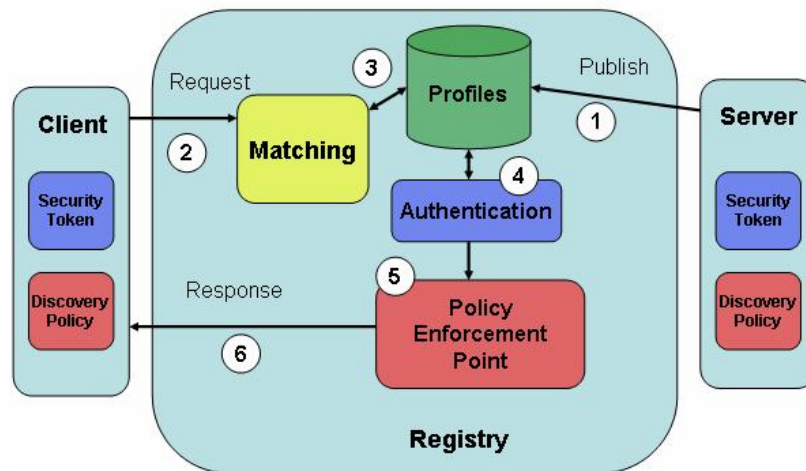 Request
3
Profiles
Publish
Client
2
Matching
1
Server
Security
Token
4
Authentication
Security
Token
Discovery
Policy
Response
5
Policy
Enforcement
Point
Discovery
Policy
6
Registry